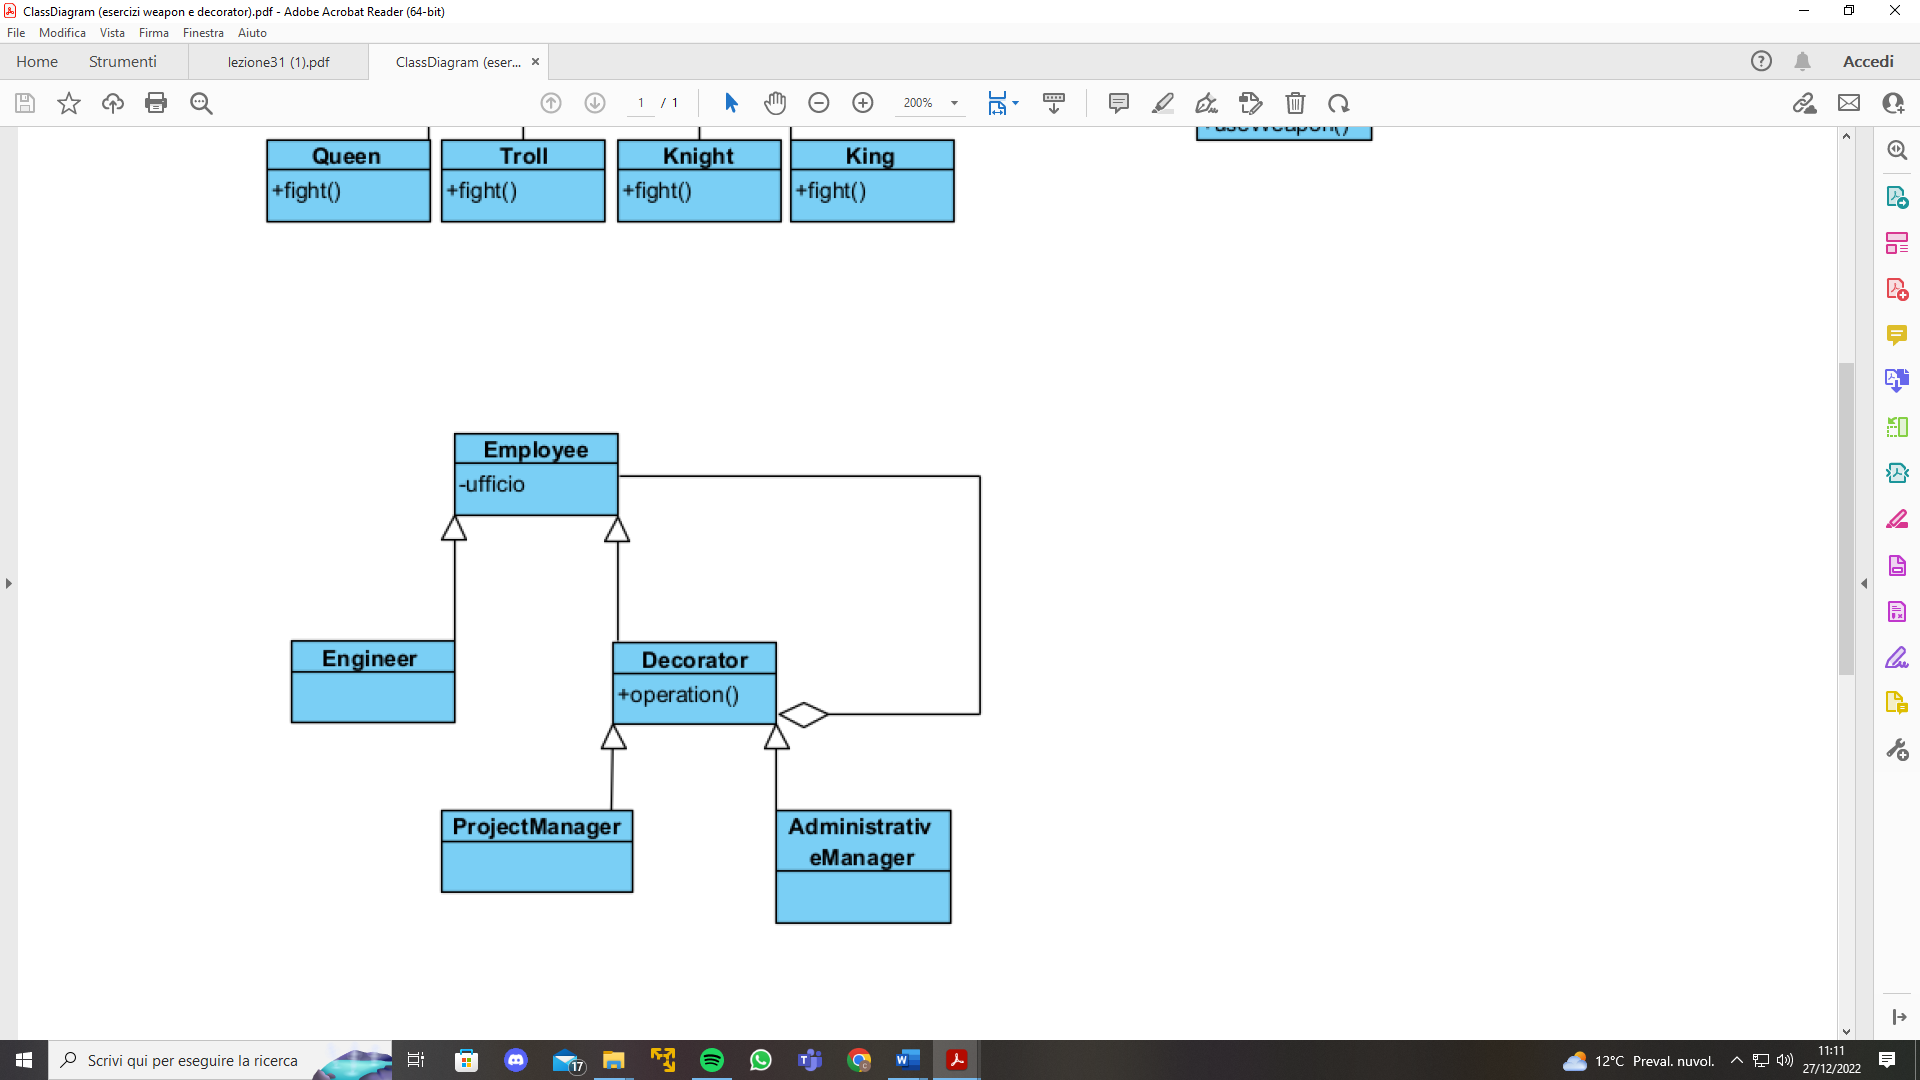 ClassDiagram (esercizi weapon e decorator).pdf - Adobe Acrobat Reader (64-bit)
File Modifica Vista Firma Finestra Aiuto
Home Strumenti lezione31 (1).pdf ClassDiagram (eser... × Accedi
1 / 1 200%
+useWeapon()
Queen Troll Knight King
+fight() +fight() +fight() +fight()
Employee
-ufficio
Engineer Decorator
+operation()
ProjectManager Administrativ
eManager
Scrivi qui per eseguire la ricerca 17 12°C Preval. nuvol. 11:11
27/12/2022